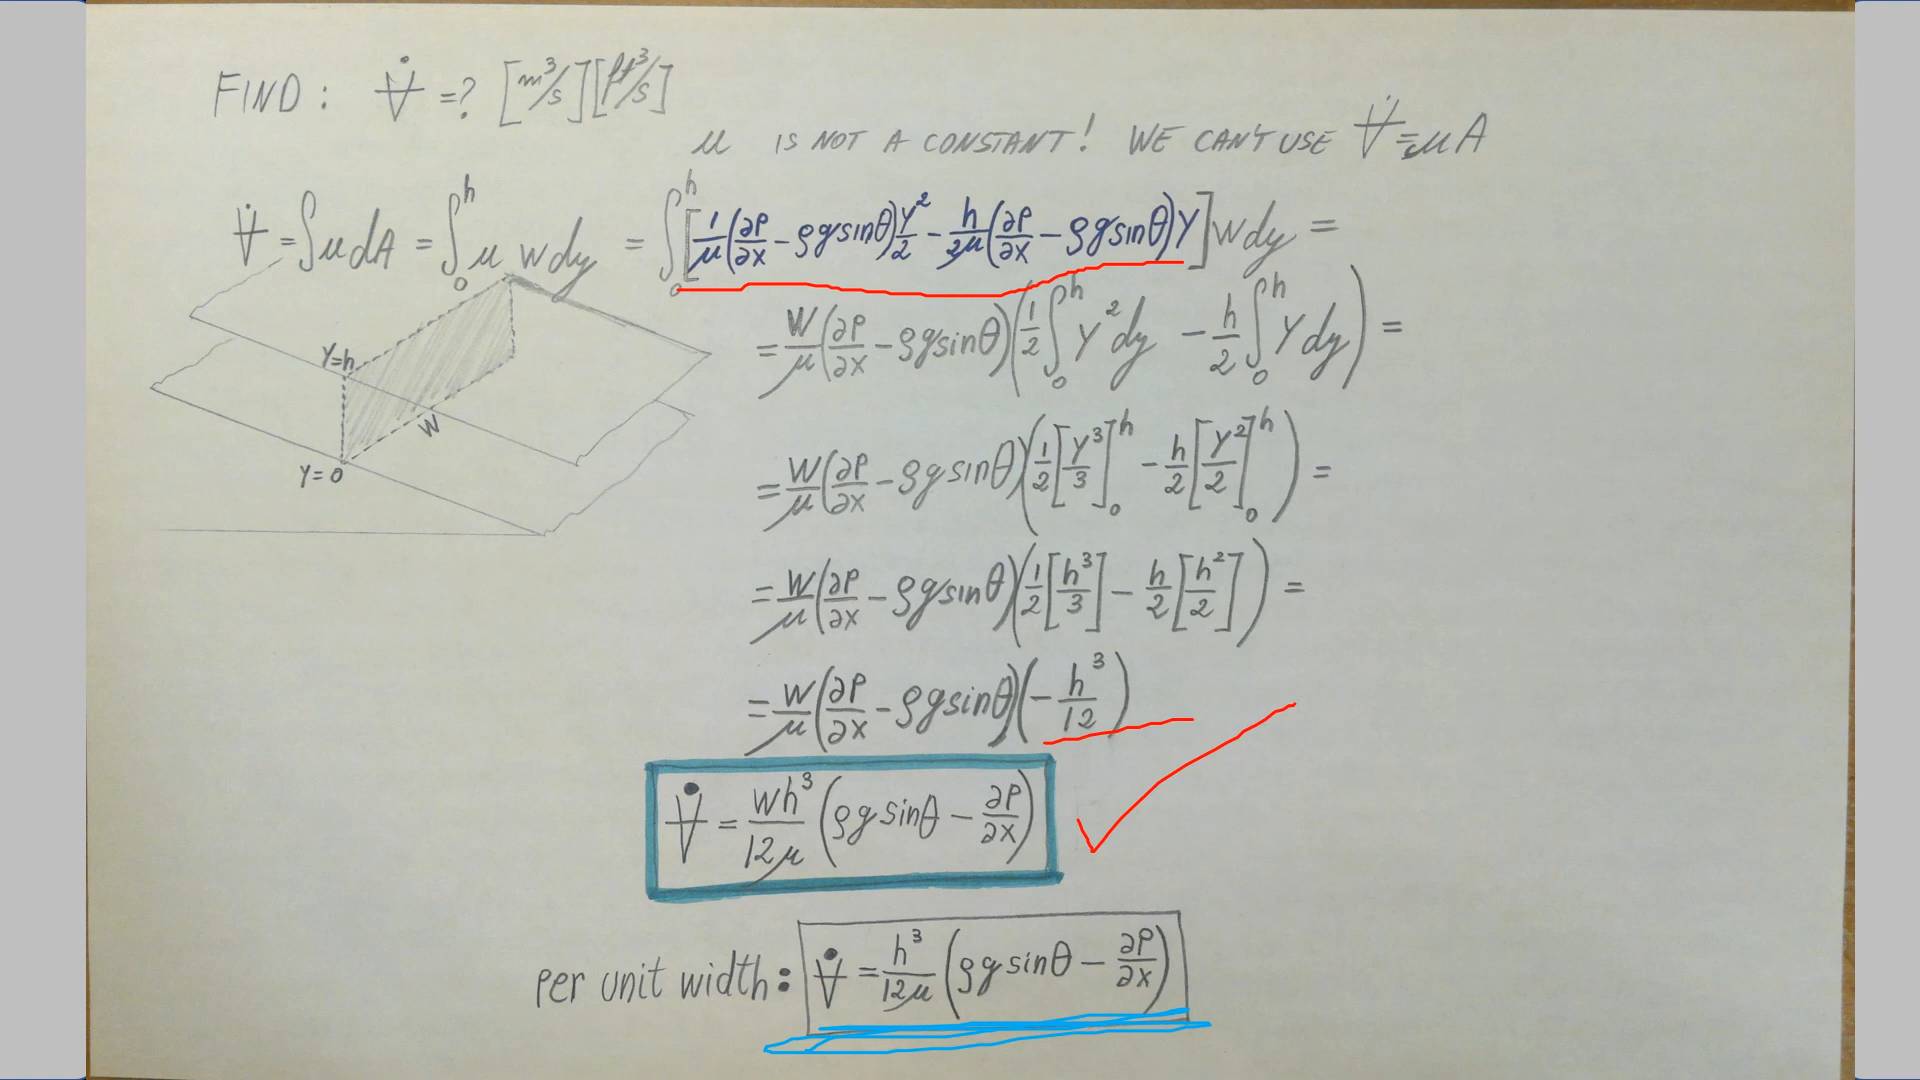 FIND: V̇ =? [m³/s][ft³/s]
u IS NOT A CONSTANT! WE CAN'T USE V̇ = uA
V̇ = ∫u dA = ∫₀ʰ u w dy = ∫₀ʰ [1/μ(∂P/∂x − ρg sinθ)Y²/2 − h/2μ(∂P/∂x − ρg sinθ)Y] w dy =
= W/μ(∂P/∂x − ρg sinθ)(1/2∫₀ʰ Y² dy − h/2∫₀ʰ Y dy) =
Y=h
W
Y=0
= W/μ(∂P/∂x − ρg sinθ)(1/2[Y³/3]₀ʰ − h/2[Y²/2]₀ʰ) =
= W/μ(∂P/∂x − ρg sinθ)(1/2[h³/3] − h/2[h²/2]) =
= W/μ(∂P/∂x − ρg sinθ)(−h³/12)
V̇ = Wh³/12μ (ρg sinθ − ∂P/∂x)
per unit width: V̇ = h³/12μ (ρg sinθ − ∂P/∂x)